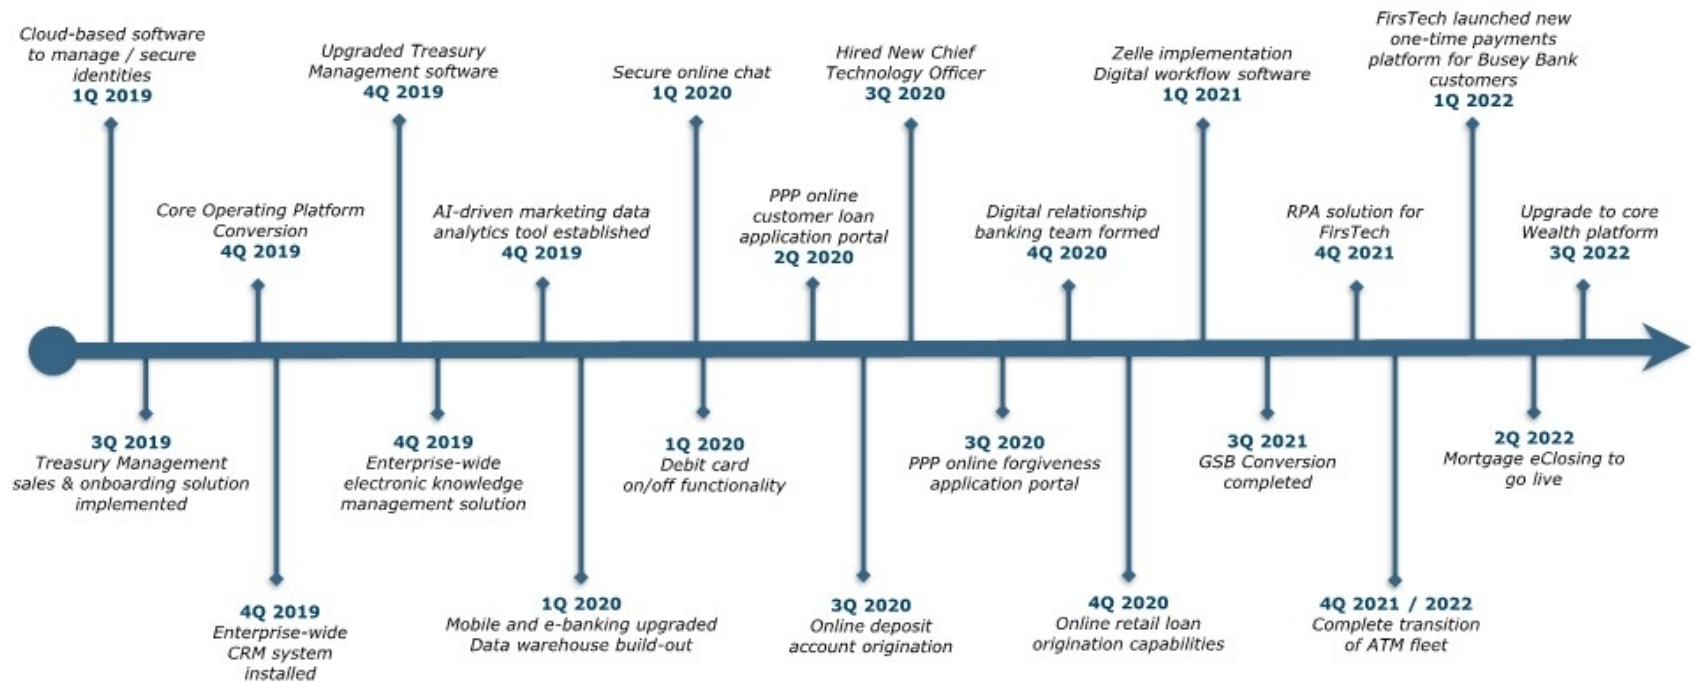 Cloud-based software
to manage / secure
identities
1Q 2019
Upgraded Treasury
Management software
4Q 2019
Secure online chat
1Q 2020
Hired New Chief
Technology Officer
3Q 2020
Zelle implementation
Digital workflow software
1Q 2021
FirsTech launched new
one-time payments
platform for Busey Bank
customers
1Q 2022
Core Operating Platform
Conversion
4Q 2019
AI-driven marketing data
analytics tool established
4Q 2019
PPP online
customer loan
application portal
2Q 2020
Digital relationship
banking team formed
4Q 2020
RPA solution for
FirsTech
4Q 2021
Upgrade to core
Wealth platform
3Q 2022
3Q 2019
Treasury Management
sales & onboarding solution
implemented
4Q 2019
Enterprise-wide
electronic knowledge
management solution
1Q 2020
Debit card
on/off functionality
3Q 2020
PPP online forgiveness
application portal
3Q 2021
GSB Conversion
completed
2Q 2022
Mortgage eClosing to
go live
4Q 2019
Enterprise-wide
CRM system
installed
1Q 2020
Mobile and e-banking upgraded
Data warehouse build-out
3Q 2020
Online deposit
account origination
4Q 2020
Online retail loan
origination capabilities
4Q 2021 / 2022
Complete transition
of ATM fleet